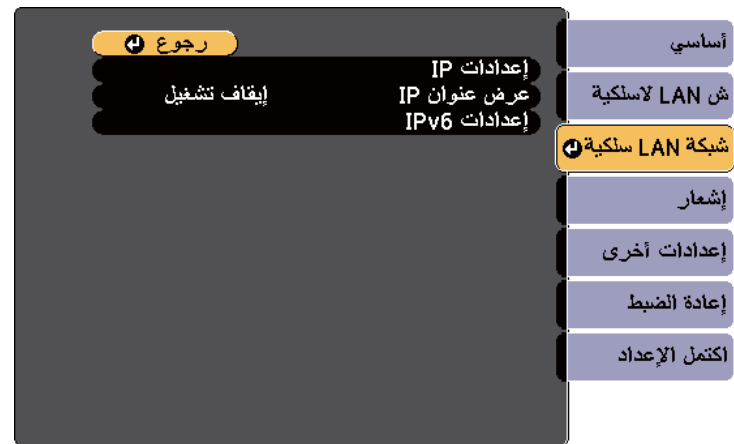 أساسي
ش LAN لاسلكية
شبكة LAN سلكية
إشعار
إعدادات أخرى
إعادة الضبط
اكتمل الإعداد
رجوع
إعدادات IP
عرض عنوان IP إيقاف تشغيل
إعدادات IPv6